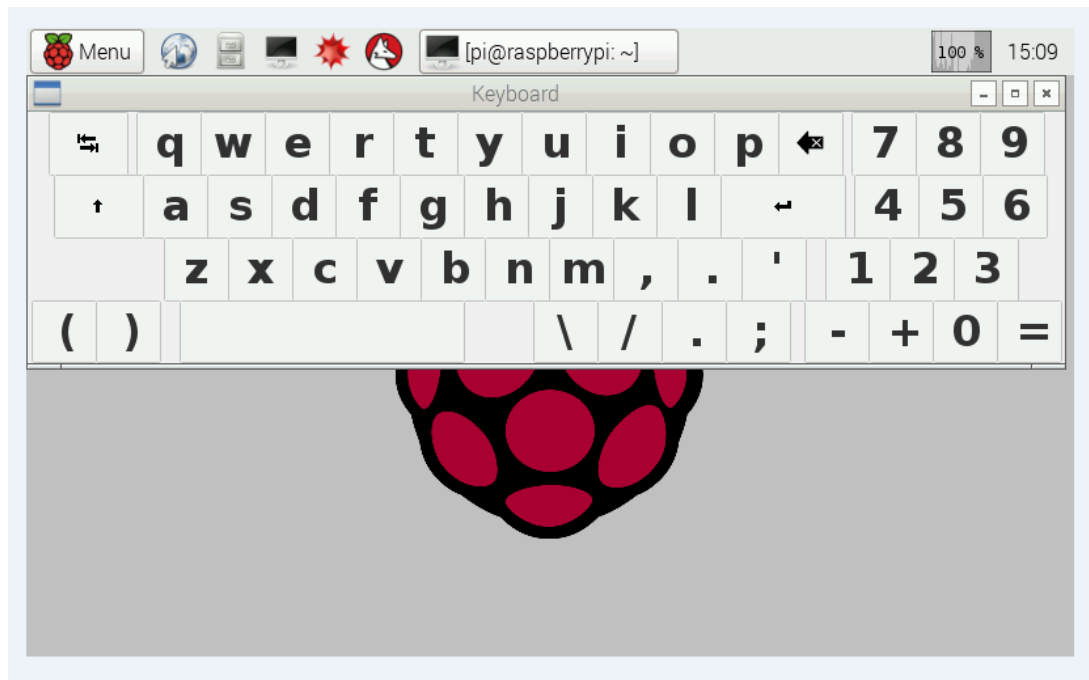 Menu [pi@raspberrypi: ~] 100 % 15:09
Keyboard
q w e r t y u i o p 7 8 9
a s d f g h j k l 4 5 6
z x c v b n m , . ' 1 2 3
( ) \ / . ; - + 0 =